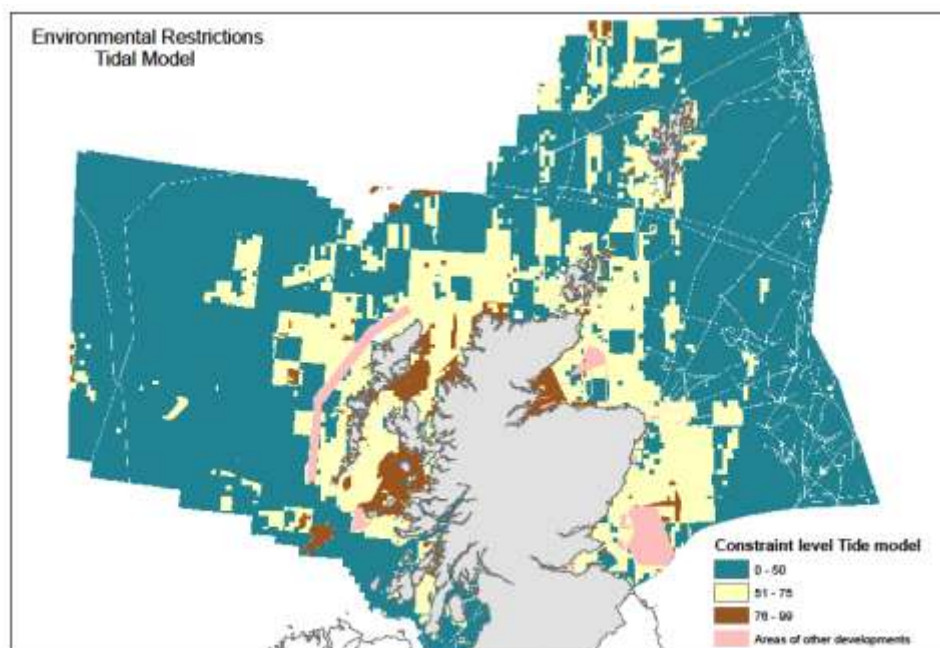 Environmental Restrictions
Tidal Model
Constraint level Tide model
0 - 50
51 - 75
76 - 99
Areas of other developments